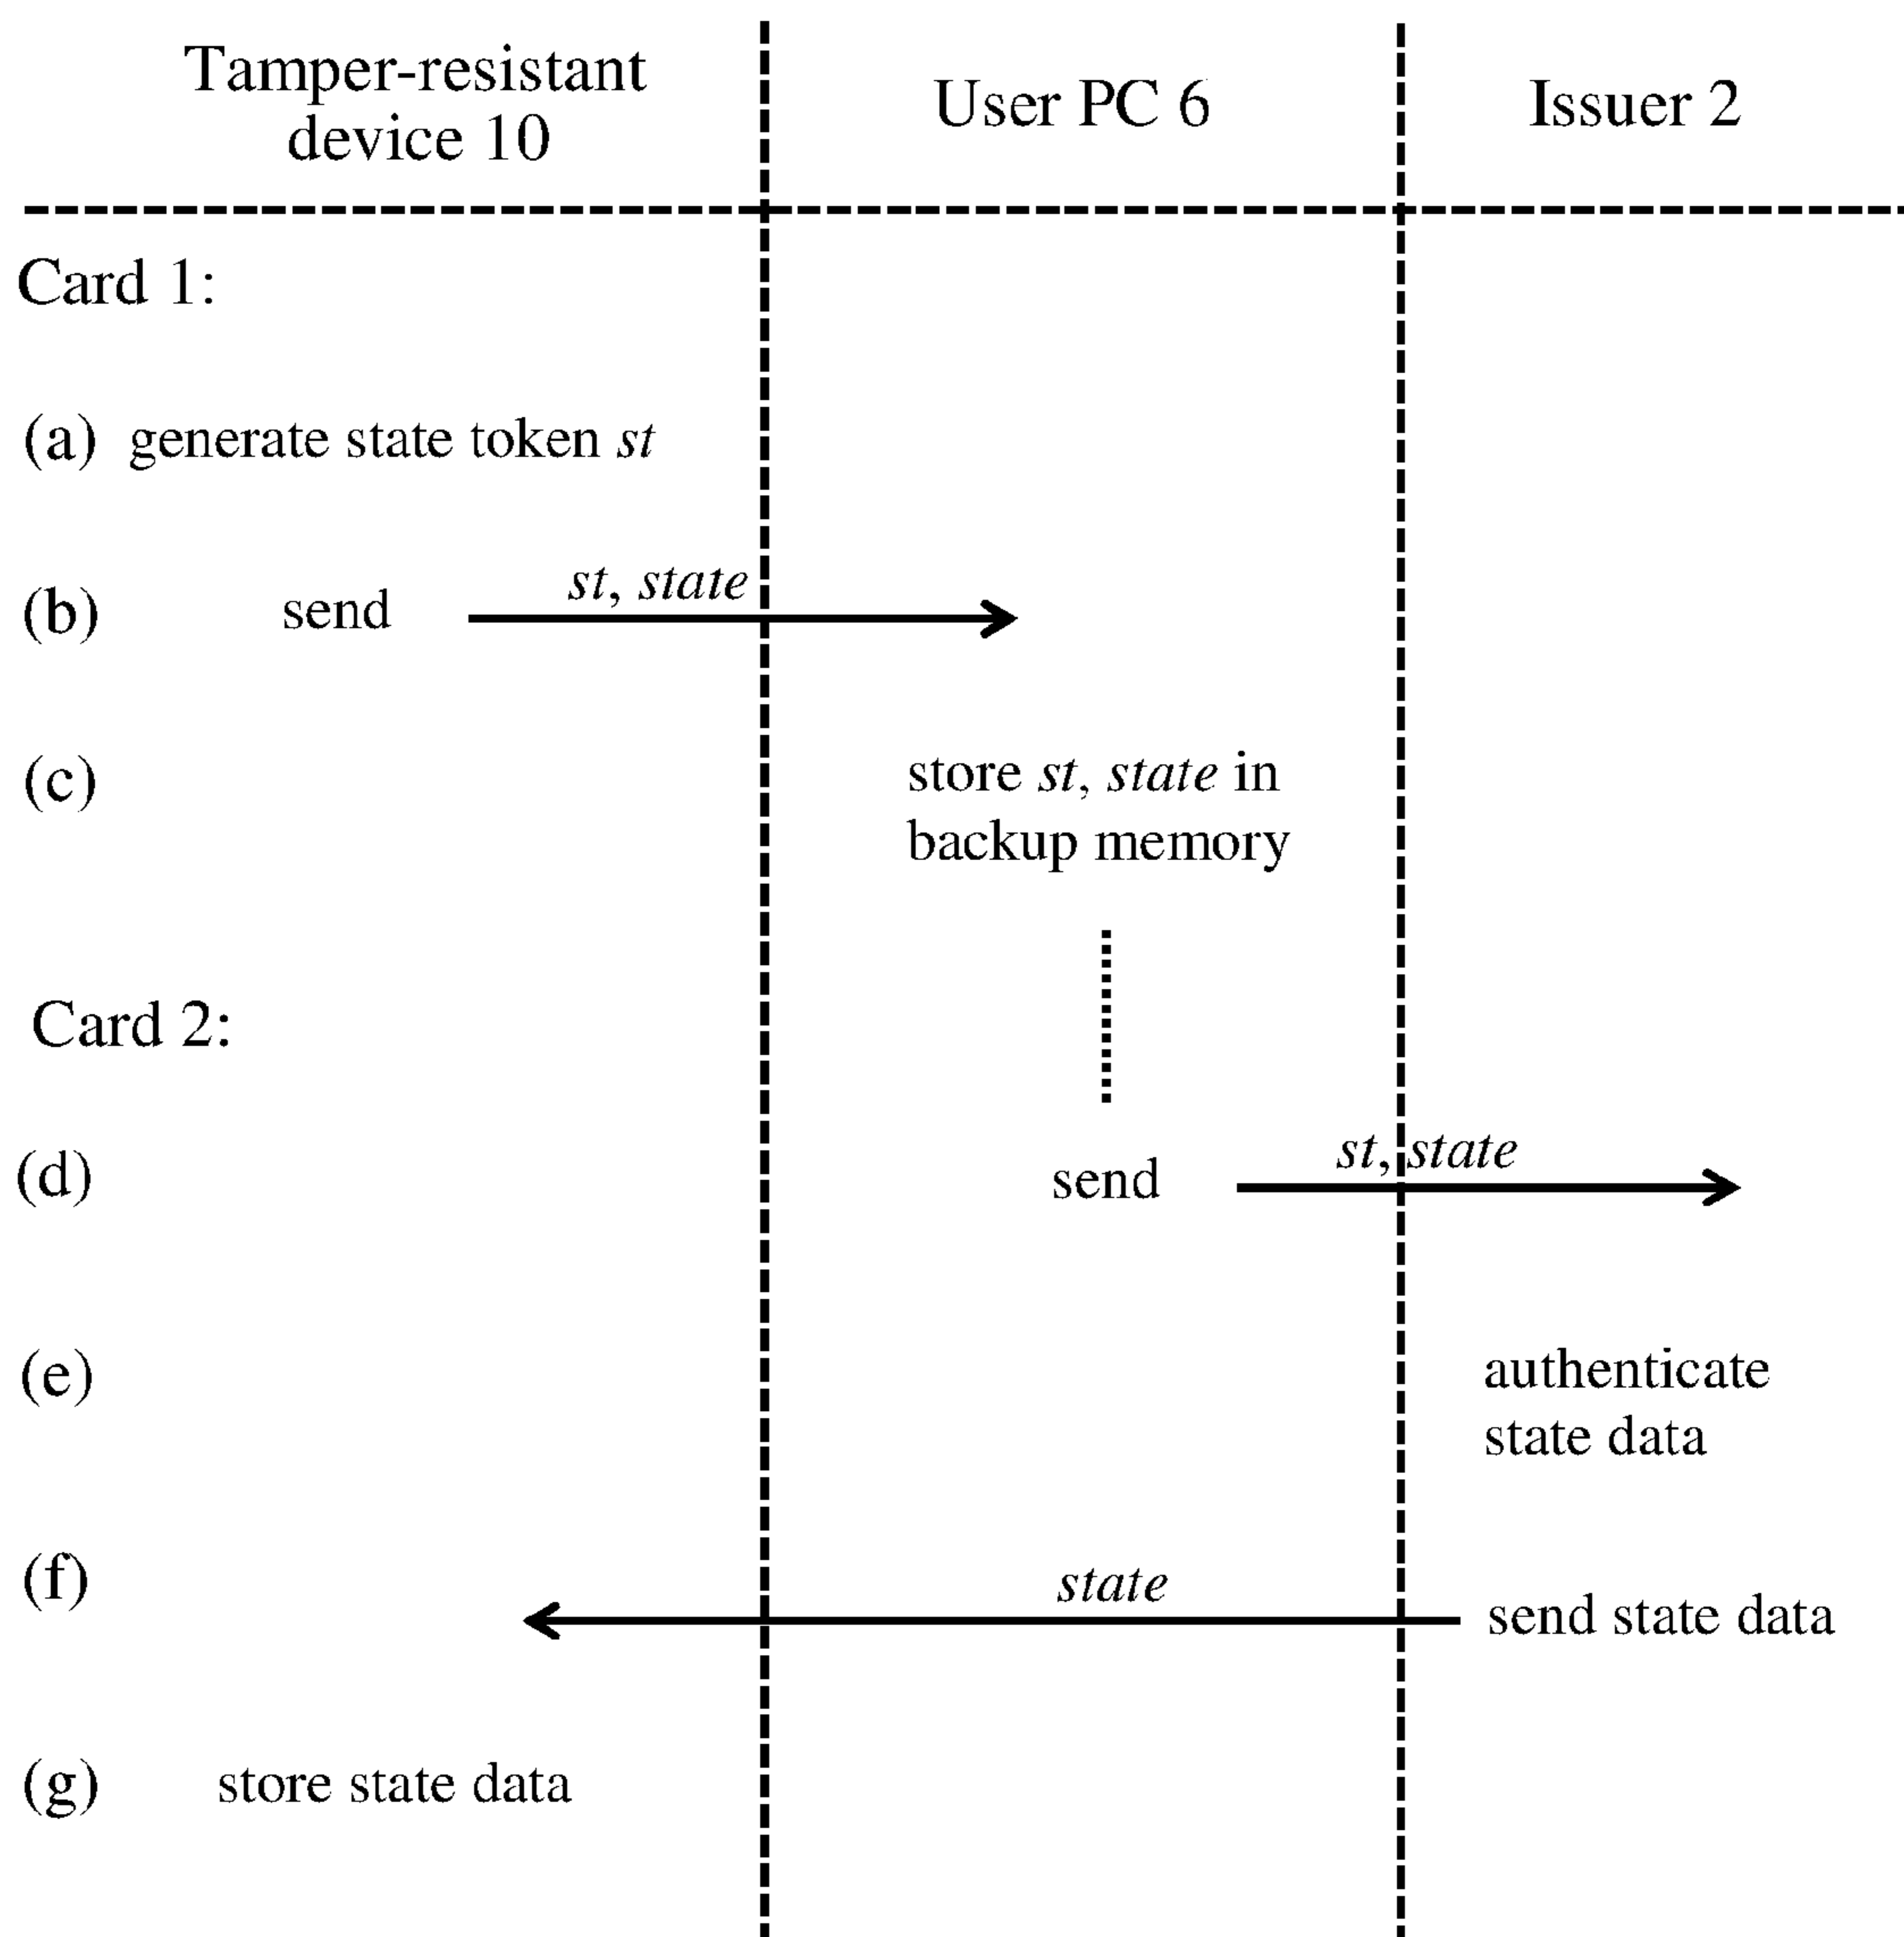 Tamper-resistant
device 10
User PC 6
Issuer 2
Card 1:
(a) generate state token st
(b) send st, state
(c) store st, state in
backup memory
Card 2:
(d) send st, state
(e) authenticate
state data
(f) state send state data
(g) store state data